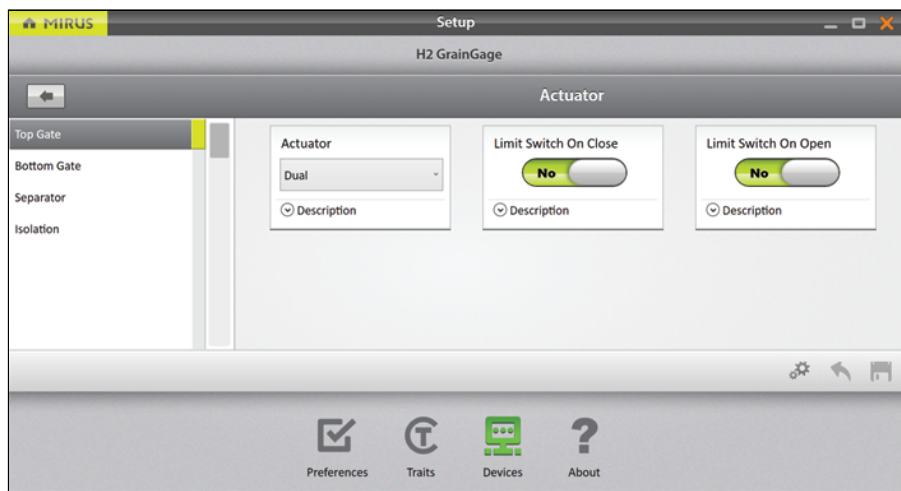 MIRUS
Setup
H2 GrainGage
Actuator
Top Gate
Bottom Gate
Separator
Isolation
Actuator
Dual
Description
Limit Switch On Close
No
Description
Limit Switch On Open
No
Description
Preferences
Traits
Devices
About